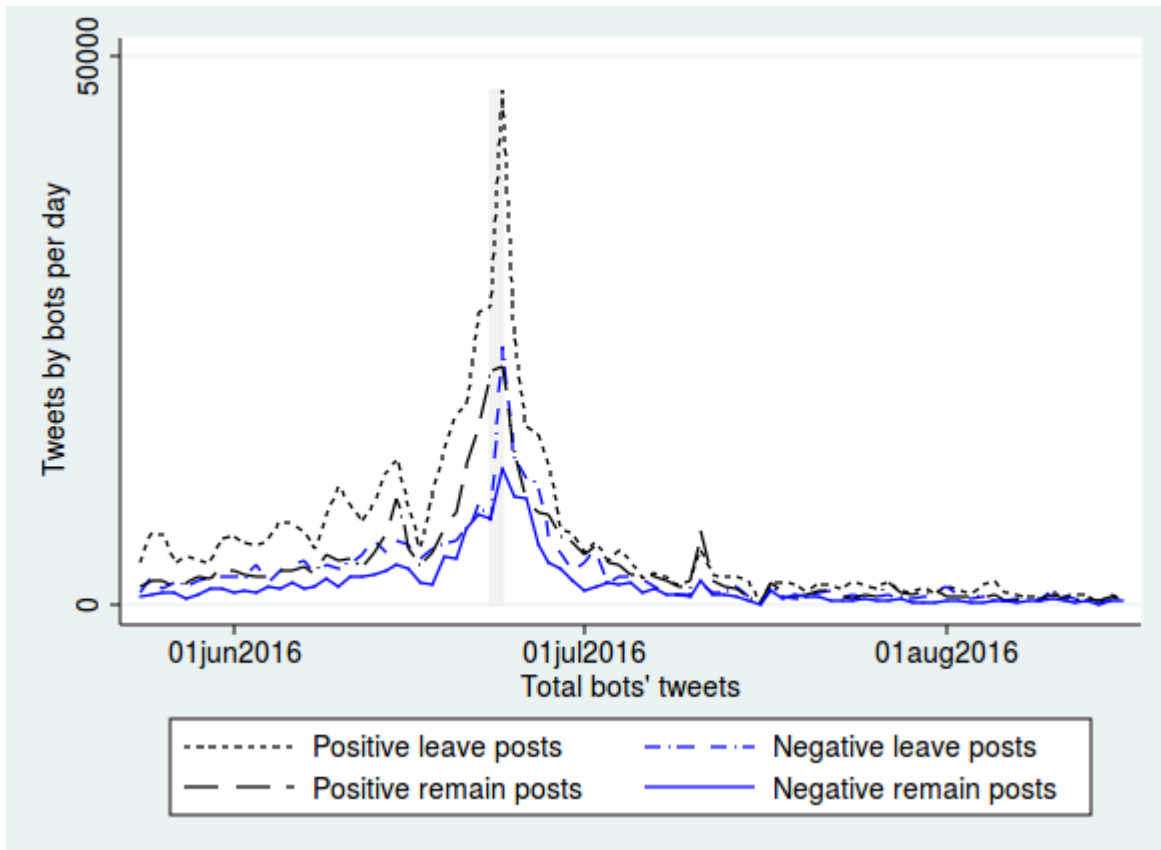 50000
0
Tweets by bots per day
01jun2016 01jul2016 01aug2016
Total bots' tweets
Positive leave posts Negative leave posts
Positive remain posts Negative remain posts